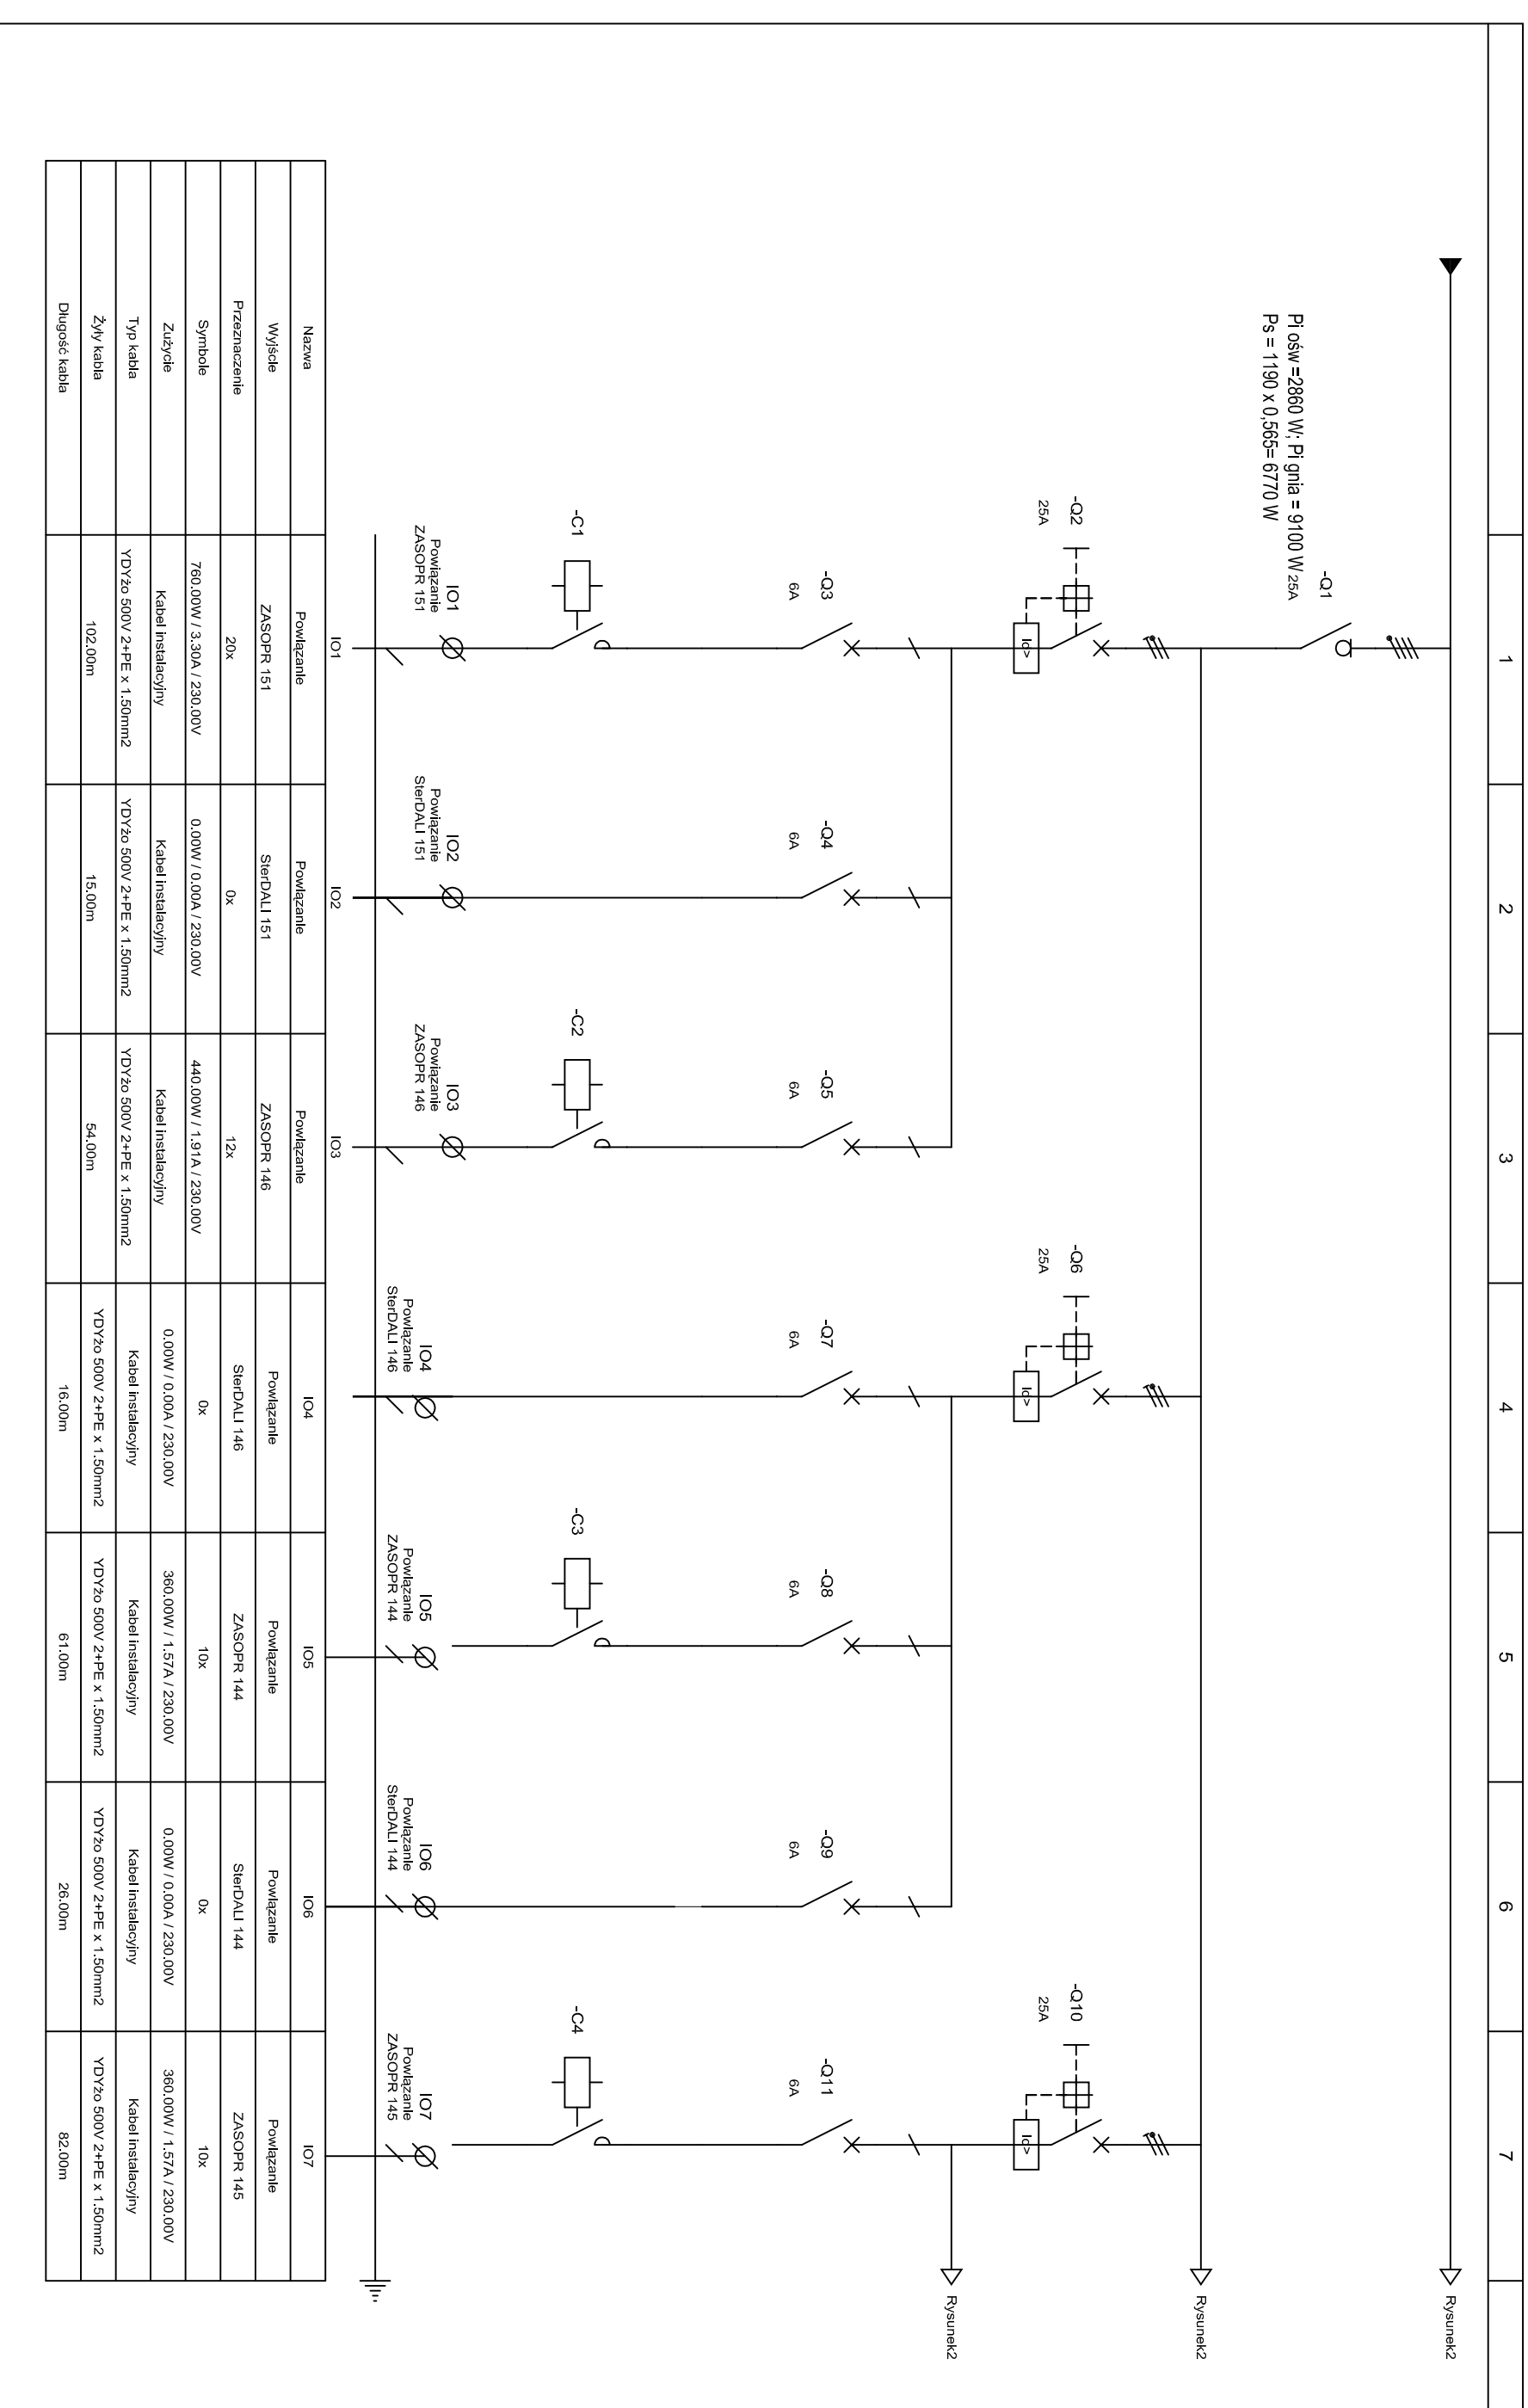 1 2 3 4 5 6 7
Rysunek2
Pi ośw =2860 W; Pi gnia = 9100 W
Ps = 1190 x 0,565= 6770 W
-Q1
25A
Rysunek2
-Q2
25A
-Q6
25A
-Q10
25A
Id>
Id>
Id>
Rysunek2
-Q3
6A
-Q4
6A
-Q5
6A
-Q7
6A
-Q8
6A
-Q9
6A
-Q11
6A
-C1
-C2
-C3
-C4
IO1
Powiązanie
ZASOPR 151
IO2
Powiązanie
SterDALI 151
IO3
Powiązanie
ZASOPR 146
IO4
Powiązanie
SterDALI 146
IO5
Powiązanie
ZASOPR 144
IO6
Powiązanie
SterDALI 144
IO7
Powiązanie
ZASOPR 145
IO1 IO2 IO3 IO4 IO5 IO6 IO7
Nazwa Powiązanie Powiązanie Powiązanie Powiązanie Powiązanie Powiązanie Powiązanie
Wyjście ZASOPR 151 SterDALI 151 ZASOPR 146 SterDALI 146 ZASOPR 144 SterDALI 144 ZASOPR 145
Przeznaczenie 20x 0x 12x 0x 10x 0x 10x
Symbole 760.00W / 3.30A / 230.00V 0.00W / 0.00A / 230.00V 440.00W / 1.91A / 230.00V 0.00W / 0.00A / 230.00V 360.00W / 1.57A / 230.00V 0.00W / 0.00A / 230.00V 360.00W / 1.57A / 230.00V
Zużycie Kabel instalacyjny Kabel instalacyjny Kabel instalacyjny Kabel instalacyjny Kabel instalacyjny Kabel instalacyjny Kabel instalacyjny
Typ kabla YDYżo 500V 2+PE x 1.50mm2 YDYżo 500V 2+PE x 1.50mm2 YDYżo 500V 2+PE x 1.50mm2 YDYżo 500V 2+PE x 1.50mm2 YDYżo 500V 2+PE x 1.50mm2 YDYżo 500V 2+PE x 1.50mm2 YDYżo 500V 2+PE x 1.50mm2
Żyły kabla 102.00m 15.00m 54.00m
Długość kabla 16.00m 61.00m 26.00m 82.00m